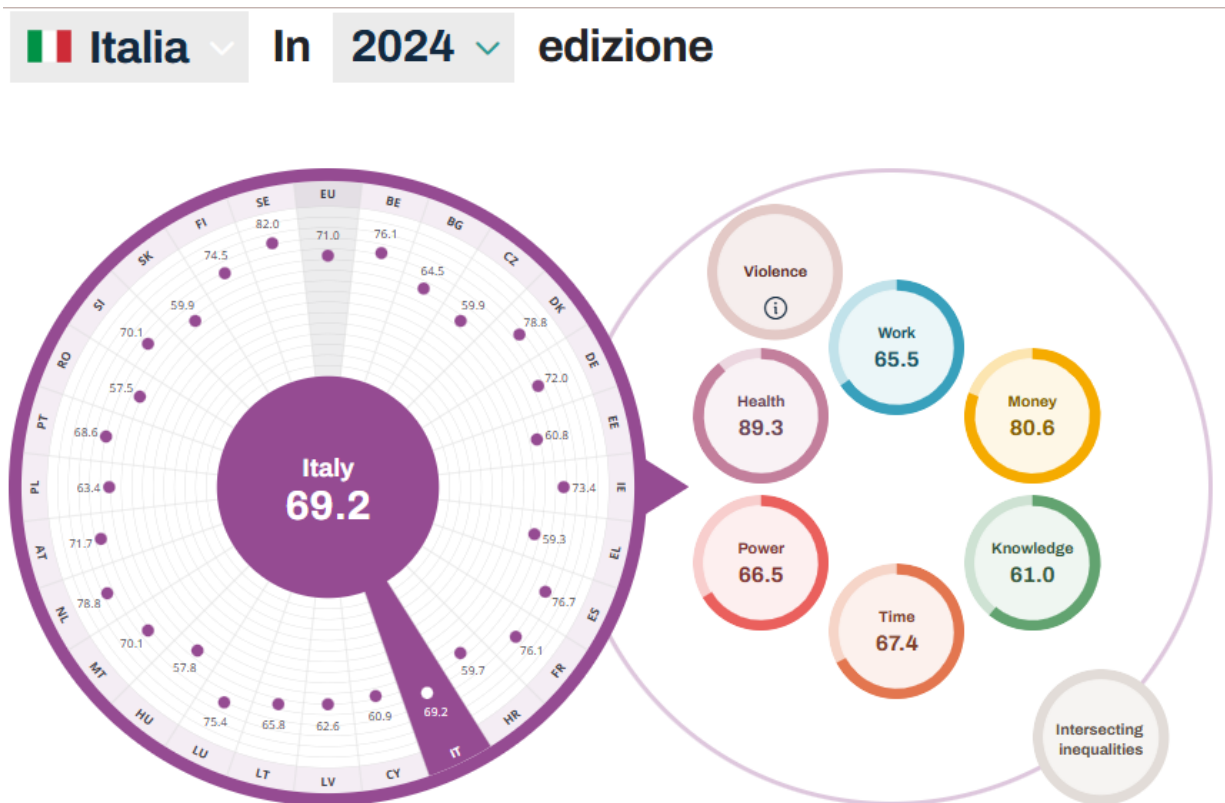 Italia In 2024 edizione
EU
71.0
BE
76.1
BG
64.5
CZ
59.9
DK
78.8
DE
72.0
EE
60.8
IE
73.4
EL
59.3
ES
76.7
FR
76.1
HR
59.7
IT
69.2
CY
60.9
LV
62.6
LT
65.8
LU
75.4
HU
57.8
MT
70.1
NL
78.8
AT
71.7
PL
63.4
PT
68.6
RO
57.5
SI
70.1
SK
59.9
FI
74.5
SE
82.0
Italy
69.2
Violence
i
Work
65.5
Money
80.6
Knowledge
61.0
Time
67.4
Power
66.5
Health
89.3
Intersecting
inequalities